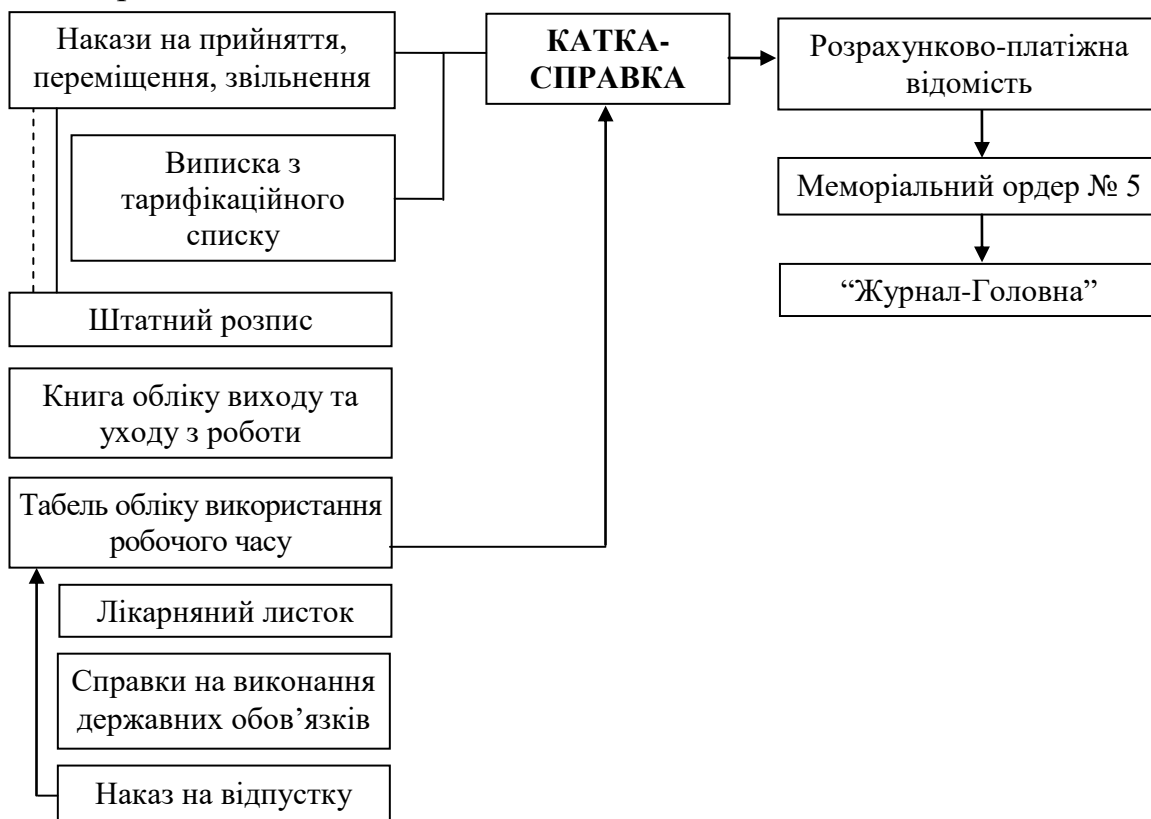 Накази на прийняття,
переміщення, звільнення
КАТКА-
СПРАВКА
Розрахунково-платіжна
відомість
Виписка з
тарифікаційного
списку
Меморіальний ордер № 5
“Журнал-Головна”
Штатний розпис
Книга обліку виходу та
уходу з роботи
Табель обліку використання
робочого часу
Лікарняний листок
Справки на виконання
державних обов’язків
Наказ на відпустку